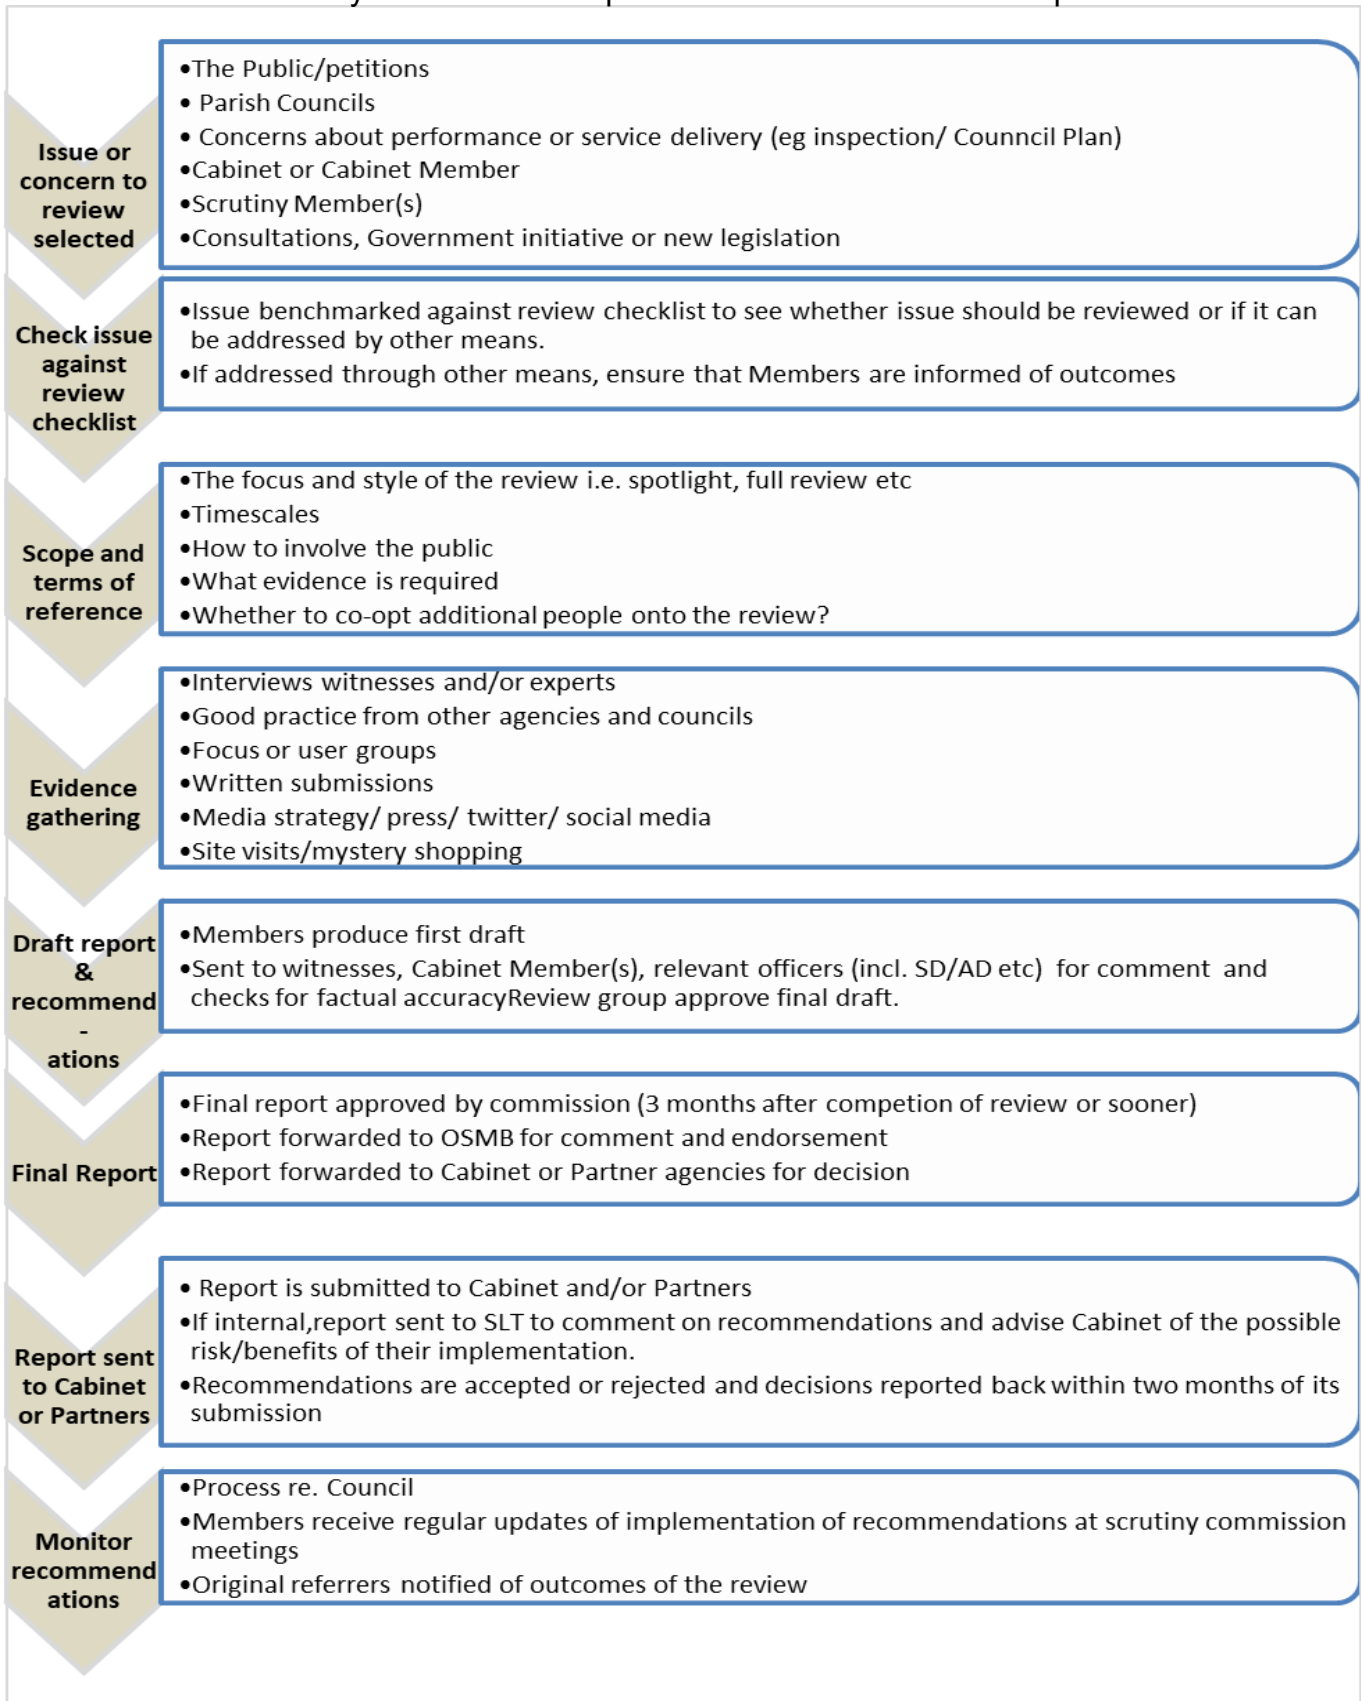 Issue or
concern to
review
selected
•The Public/petitions
• Parish Councils
• Concerns about performance or service delivery (eg inspection/ Counncil Plan)
•Cabinet or Cabinet Member
•Scrutiny Member(s)
•Consultations, Government initiative or new legislation
Check issue
against
review
checklist
•Issue benchmarked against review checklist to see whether issue should be reviewed or if it can
be addressed by other means.
•If addressed through other means, ensure that Members are informed of outcomes
Scope and
terms of
reference
•The focus and style of the review i.e. spotlight, full review etc
•Timescales
•How to involve the public
•What evidence is required
•Whether to co-opt additional people onto the review?
Evidence
gathering
•Interviews witnesses and/or experts
•Good practice from other agencies and councils
•Focus or user groups
•Written submissions
•Media strategy/ press/ twitter/ social media
•Site visits/mystery shopping
Draft report
&
recommend
-
ations
•Members produce first draft
•Sent to witnesses, Cabinet Member(s), relevant officers (incl. SD/AD etc) for comment and
checks for factual accuracyReview group approve final draft.
Final Report
•Final report approved by commission (3 months after competion of review or sooner)
•Report forwarded to OSMB for comment and endorsement
•Report forwarded to Cabinet or Partner agencies for decision
Report sent
to Cabinet
or Partners
• Report is submitted to Cabinet and/or Partners
•If internal,report sent to SLT to comment on recommendations and advise Cabinet of the possible
risk/benefits of their implementation.
•Recommendations are accepted or rejected and decisions reported back within two months of its
submission
Monitor
recommend
ations
•Process re. Council
•Members receive regular updates of implementation of recommendations at scrutiny commission
meetings
•Original referrers notified of outcomes of the review